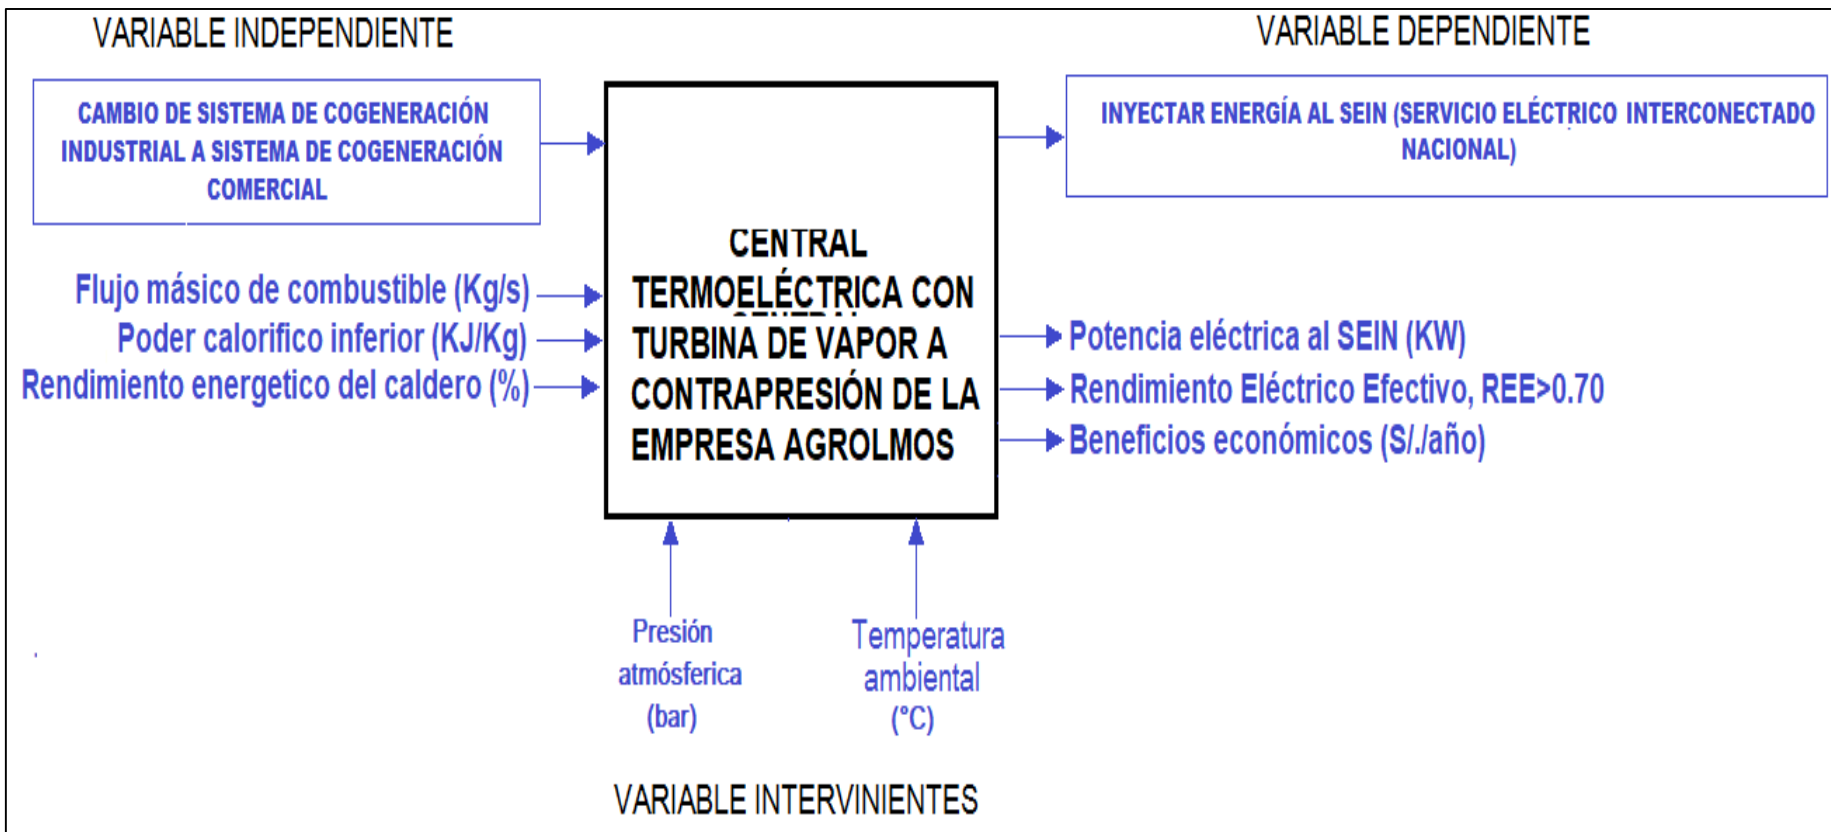 VARIABLE INDEPENDIENTE
VARIABLE DEPENDIENTE
CAMBIO DE SISTEMA DE COGENERACIÓN
INDUSTRIAL A SISTEMA DE COGENERACIÓN
COMERCIAL
INYECTAR ENERGÍA AL SEIN (SERVICIO ELÉCTRICO INTERCONECTADO
NACIONAL)
Flujo másico de combustible (Kg/s)
Poder calorifico inferior (KJ/Kg)
Rendimiento energetico del caldero (%)
CENTRAL
TERMOELÉCTRICA CON
TURBINA DE VAPOR A
CONTRAPRESIÓN DE LA
EMPRESA AGROLMOS
Potencia eléctrica al SEIN (KW)
Rendimiento Eléctrico Efectivo, REE>0.70
Beneficios económicos (S/./año)
Presión
atmósferica
(bar)
Temperatura
ambiental
(°C)
VARIABLE INTERVINIENTES